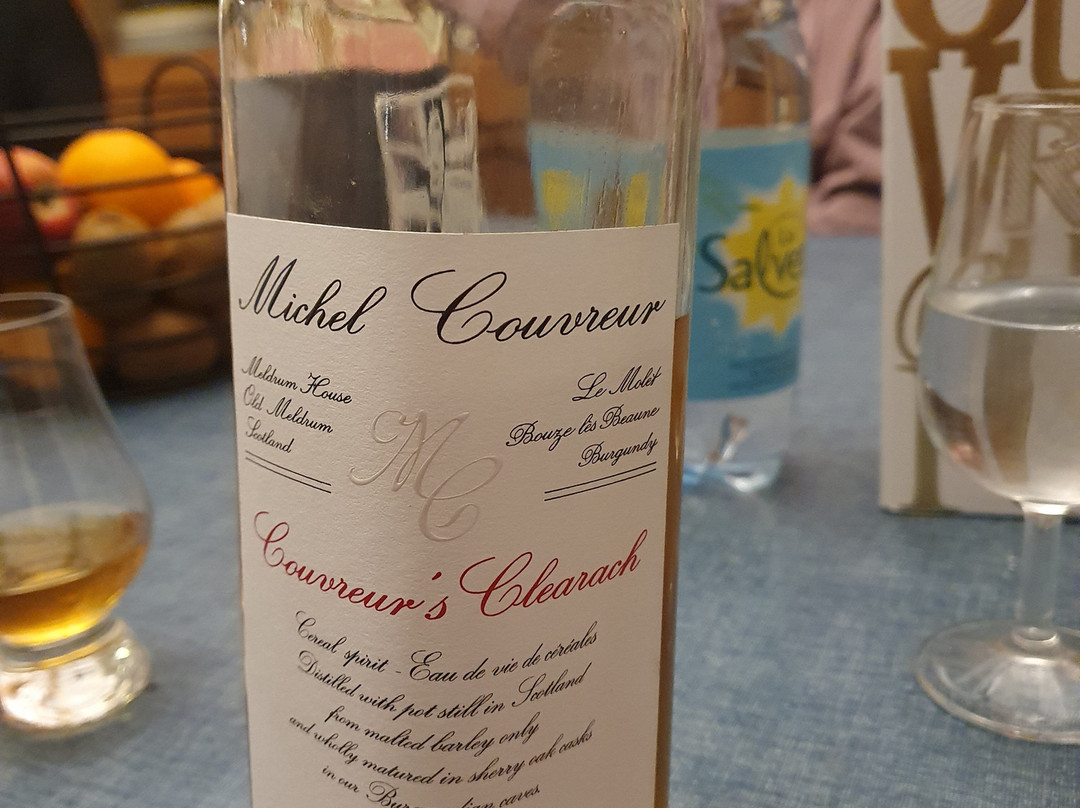 Michel Couvreur
Meldrum House
Old Meldrum
Scotland
Le Molet
Bouze lès Beaune
Burgundy
MC
Couvreur's Clearach
Cereal spirit - Eau de vie de céréales
Distilled with pot still in Scotland
from malted barley only
and wholly matured in sherry oak casks
in our
caves.
La